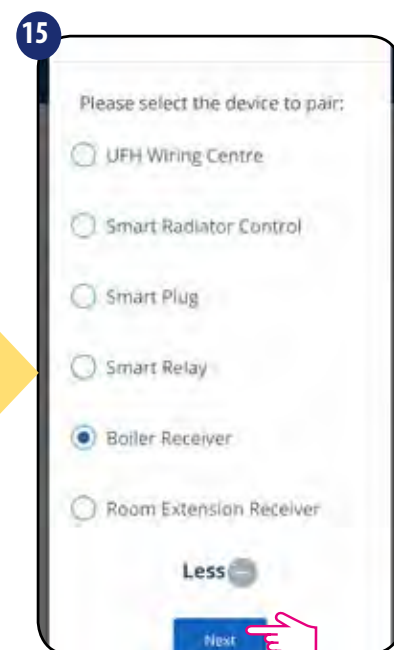 15
Please select the device to pair:
UFH Wiring Centre
Smart Radiator Control
Smart Plug
Smart Relay
Boiler Receiver
Room Extension Receiver
Less
Next